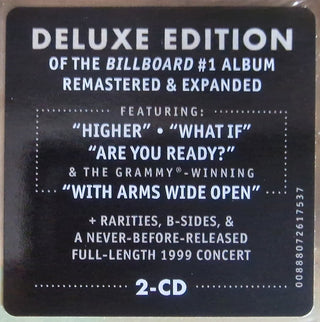 DELUXE EDITION
OF THE BILLBOARD #1 ALBUM
REMASTERED & EXPANDED
FEATURING:
"HIGHER" • "WHAT IF"
"ARE YOU READY?"
& THE GRAMMY®-WINNING
"WITH ARMS WIDE OPEN"
+ RARITIES, B-SIDES, &
A NEVER-BEFORE-RELEASED
FULL-LENGTH 1999 CONCERT
2-CD
00888072617537